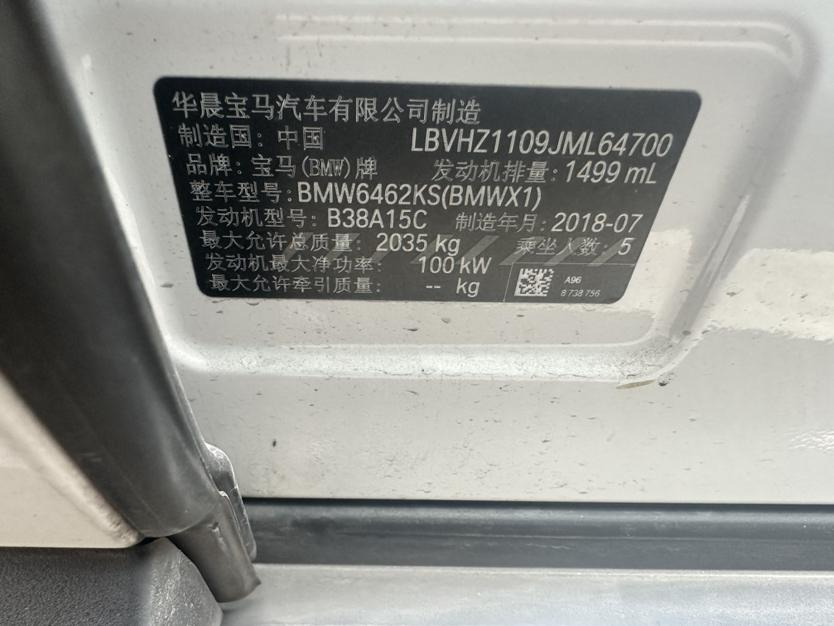 华晨宝马汽车有限公司制造
制造国: 中国 LBVHZ1109JML64700
品牌: 宝马(BMW)牌 发动机排量: 1499 mL
整车型号: BMW6462KS(BMWX1)
发动机型号: B38A15C 制造年月: 2018-07
最大允许总质量: 2035 kg 乘坐人数: 5
发动机最大净功率: 100 kW
最大允许牵引质量: -- kg
A96
8 738 756